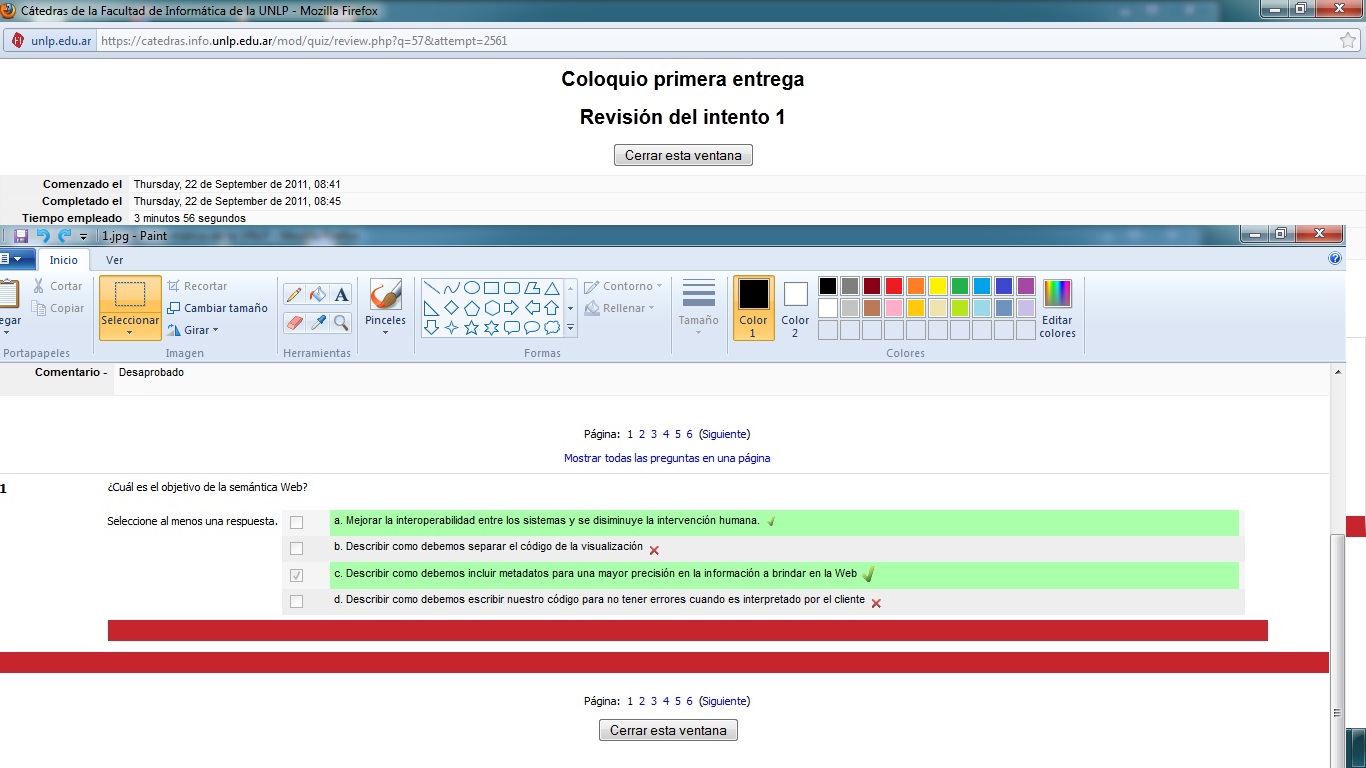 Cátedras de la Facultad de Informática de la UNLP - Mozilla Firefox
unlp.edu.ar https://catedras.info.unlp.edu.ar/mod/quiz/review.php?q=57&attempt=2561
Coloquio primera entrega
Revisión del intento 1
Cerrar esta ventana
Comenzado el Thursday, 22 de September de 2011, 08:41
Completado el Thursday, 22 de September de 2011, 08:45
Tiempo empleado 3 minutos 56 segundos
1.jpg - Paint
Inicio Ver
Cortar
Copiar
egar
Portapapeles
Seleccionar
Recortar
Cambiar tamaño
Girar
Imagen
A
Herramientas
Pinceles
Contorno
Rellenar
Formas
Tamaño
Color 1
Color 2
Editar colores
Colores
Comentario - Desaprobado
Página: 1 2 3 4 5 6 (Siguiente)
Mostrar todas las preguntas en una página
1 ¿Cuál es el objetivo de la semántica Web?
Seleccione al menos una respuesta. a. Mejorar la interoperabilidad entre los sistemas y se disiminuye la intervención humana.
b. Describir como debemos separar el código de la visualización
c. Describir como debemos incluir metadatos para una mayor precisión en la información a brindar en la Web
d. Describir como debemos escribir nuestro código para no tener errores cuando es interpretado por el cliente
Página: 1 2 3 4 5 6 (Siguiente)
Cerrar esta ventana